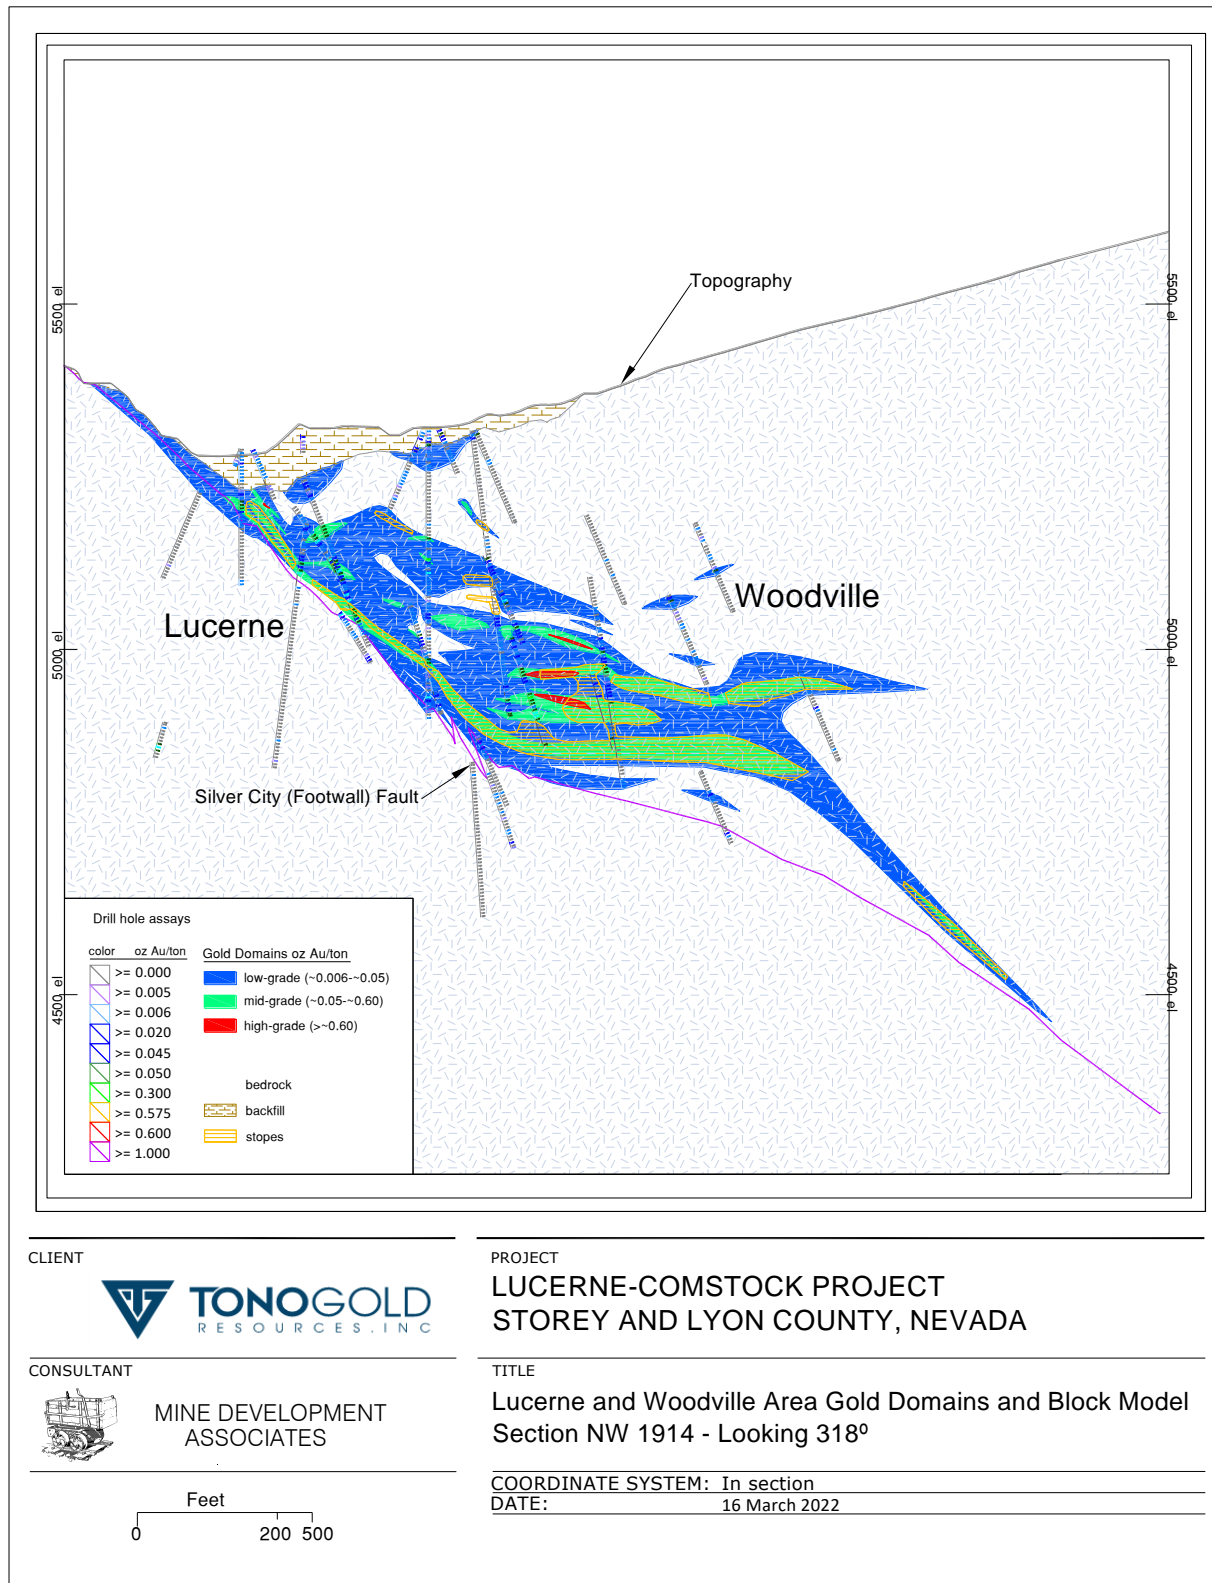 Topography
5500 el
5500 el
Woodville
Lucerne
5000 el
5000 el
Silver City (Footwall) Fault
4500 el
4500 el
Drill hole assays
color oz Au/ton
>= 0.000
>= 0.005
>= 0.006
>= 0.020
>= 0.045
>= 0.050
>= 0.300
>= 0.575
>= 0.600
>= 1.000
Gold Domains oz Au/ton
low-grade (~0.006-~0.05)
mid-grade (~0.05-~0.60)
high-grade (>~0.60)
bedrock
backfill
stopes
CLIENT
TONOGOLD
RESOURCES.INC
PROJECT
LUCERNE-COMSTOCK PROJECT
STOREY AND LYON COUNTY, NEVADA
CONSULTANT
MINE DEVELOPMENT
ASSOCIATES
TITLE
Lucerne and Woodville Area Gold Domains and Block Model
Section NW 1914 - Looking 318º
COORDINATE SYSTEM: In section
DATE: 16 March 2022
Feet
0 200 500